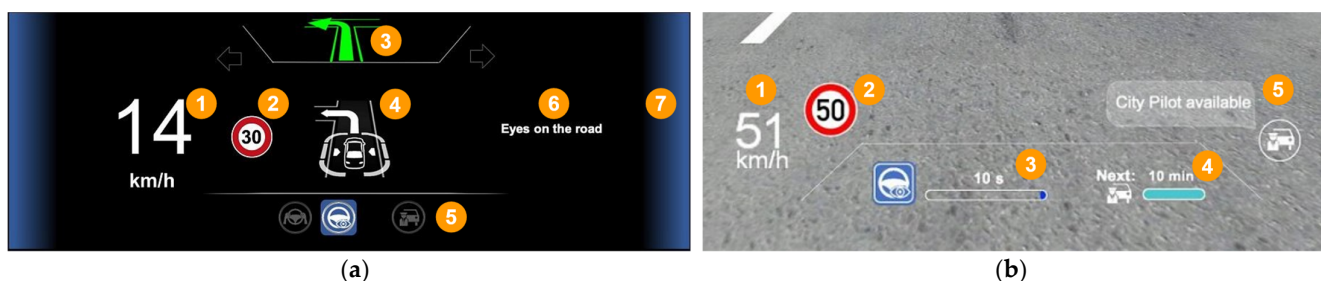 3
14 1
km/h
2
30
4
6
Eyes on the road
7
5
(a)
1
51
km/h
2
50
City Pilot available
5
10 s
3
Next: 10 min
4
(b)